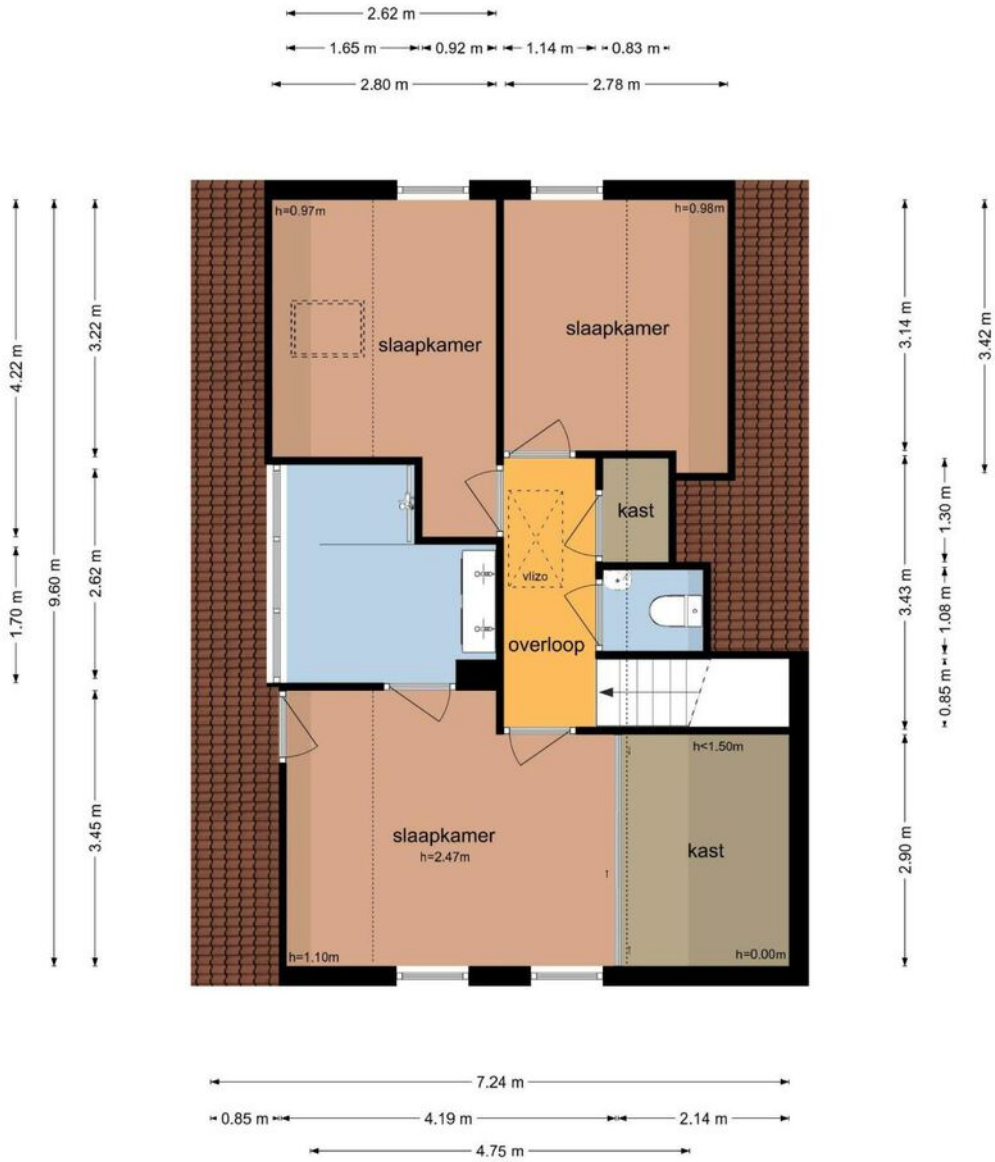 2.62 m
1.65 m
0.92 m
1.14 m
0.83 m
2.80 m
2.78 m
h=0.97m
h=0.98m
4.22 m
1.70 m
9.60 m
3.22 m
2.62 m
3.45 m
slaapkamer
slaapkamer
3.14 m
3.43 m
2.90 m
1.30 m
1.08 m
0.85 m
3.42 m
kast
vlizo
overloop
h<1.50m
slaapkamer
h=2.47m
kast
h=1.10m
h=0.00m
7.24 m
0.85 m
4.19 m
2.14 m
4.75 m